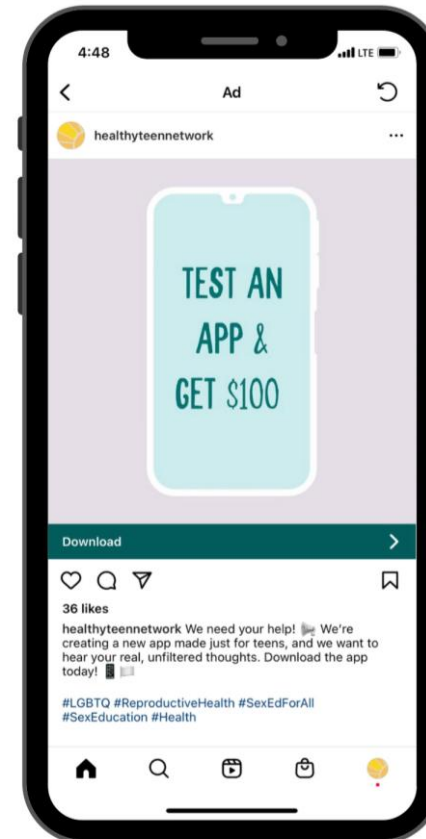 4:48
LTE
Ad
healthyteennetwork
TEST AN
APP &
GET $100
Download
36 likes
healthyteennetwork We need your help! 📢 We're
creating a new app made just for teens, and we want to
hear your real, unfiltered thoughts. Download the app
today! 📱 📖
#LGBTQ #ReproductiveHealth #SexEdForAll
#SexEducation #Health